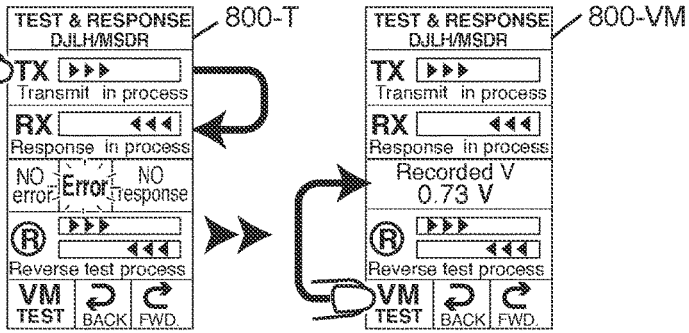 TEST & RESPONSE
DJLH/MSDR
800-T
TX
Transmit in process
RX
Response in process
NO error
Error
NO response
R
Reverse test process
VM TEST
BACK
FWD.
TEST & RESPONSE
DJLH/MSDR
800-VM
TX
Transmit in process
RX
Response in process
Recorded V
0.73 V
R
Reverse test process
VM TEST
BACK
FWD.